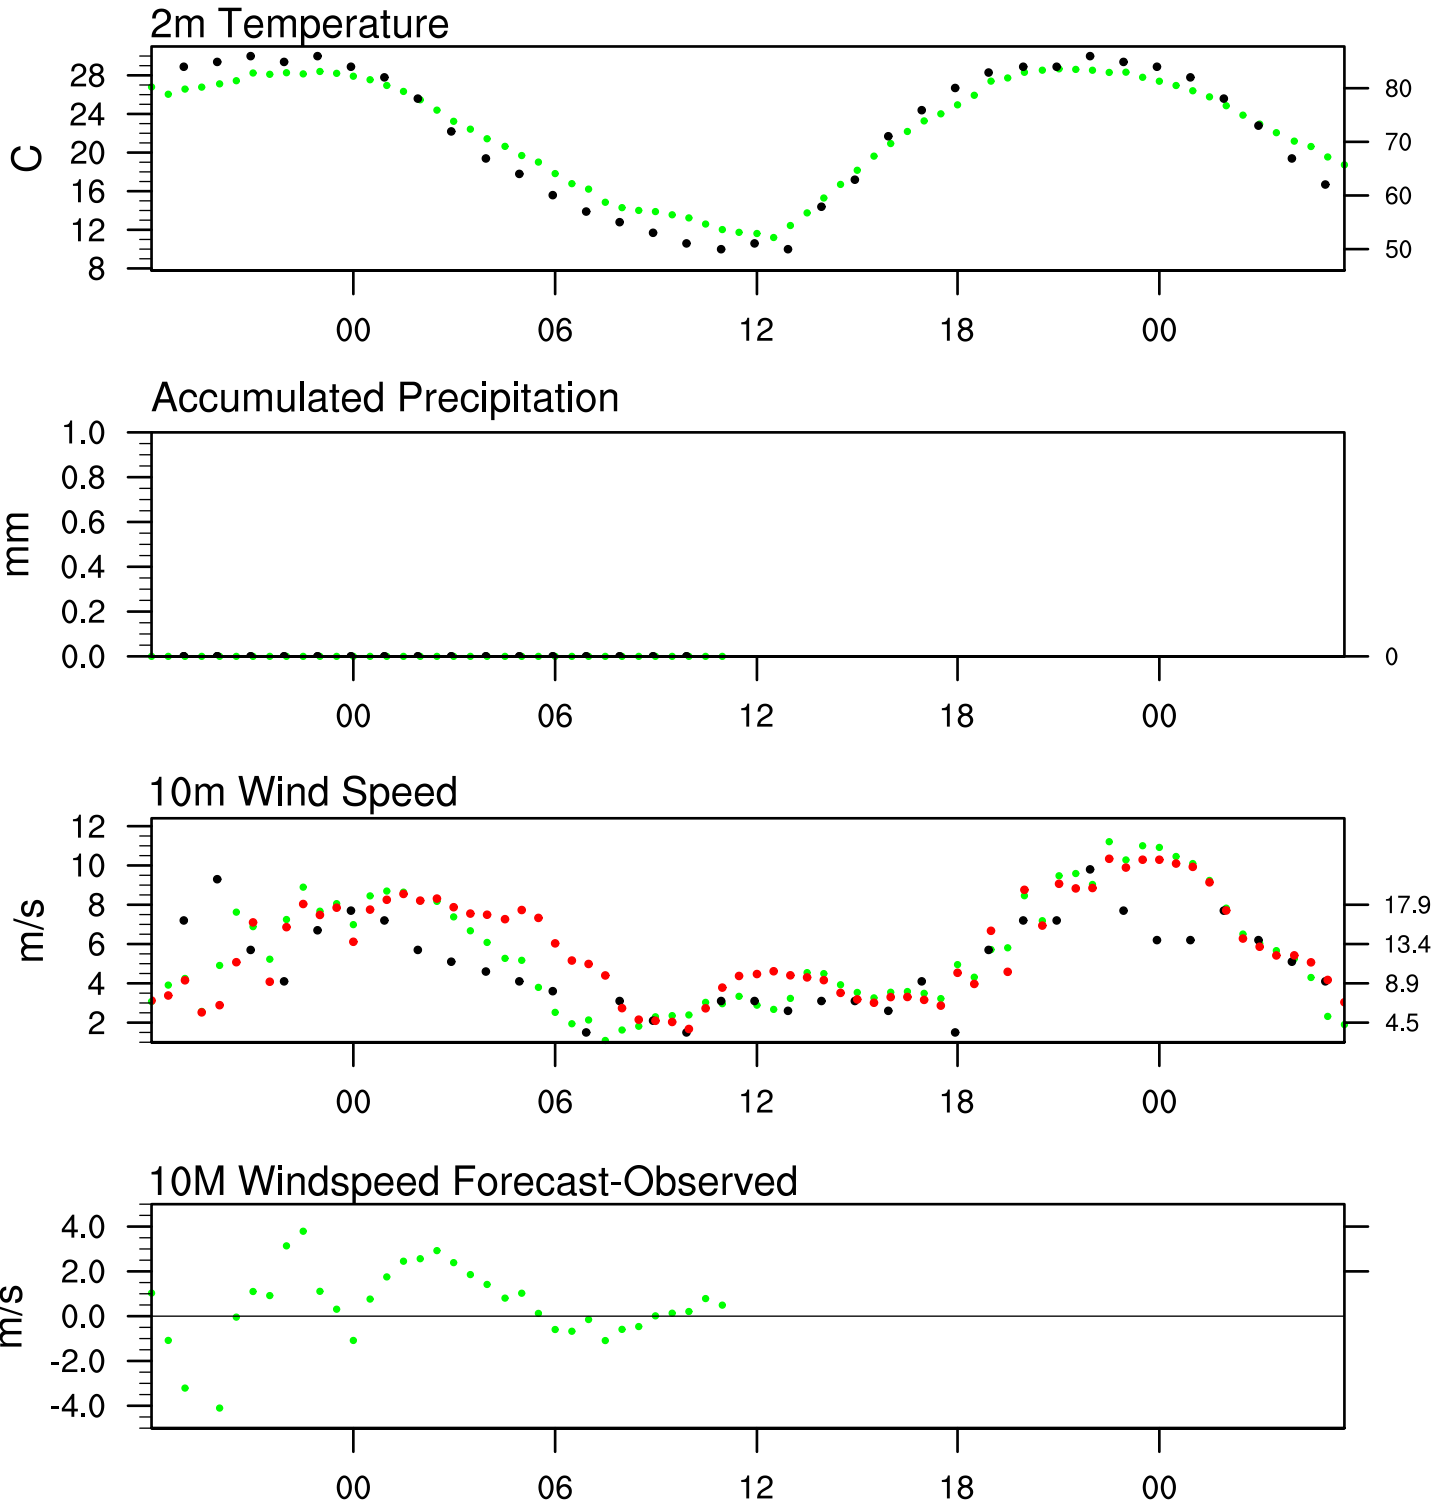 2m Temperature
C
28
24
20
16
12
8
80
70
60
50
00 06 12 18 00
Accumulated Precipitation
mm
1.0
0.8
0.6
0.4
0.2
0.0
0
00 06 12 18 00
10m Wind Speed
m/s
12
10
8
6
4
2
17.9
13.4
8.9
4.5
00 06 12 18 00
10M Windspeed Forecast-Observed
m/s
4.0
2.0
0.0
-2.0
-4.0
00 06 12 18 00